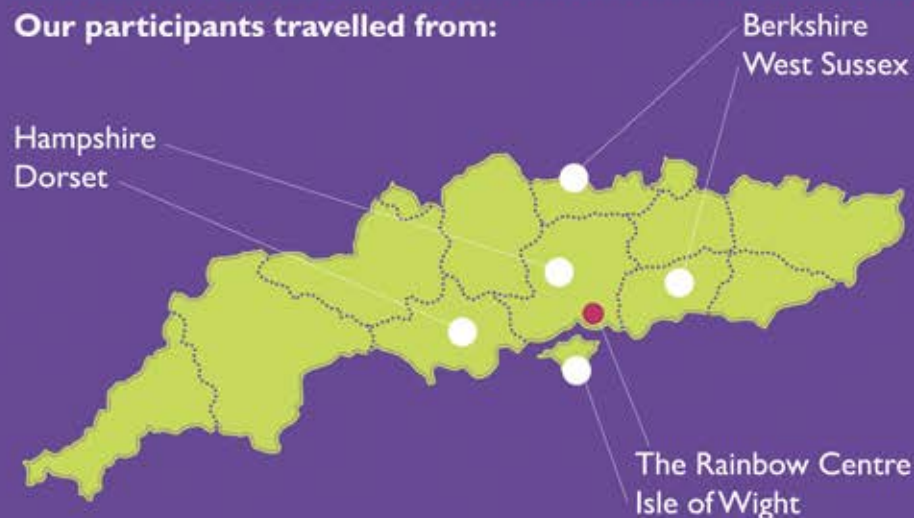 Our participants travelled from:
Berkshire
West Sussex
Hampshire
Dorset
The Rainbow Centre
Isle of Wight